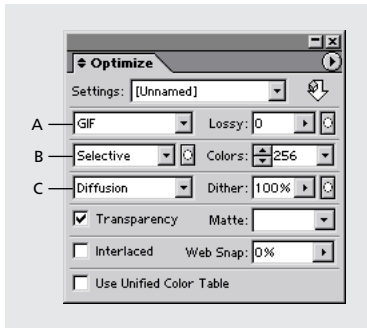 Optimize
Settings: [Unnamed]
A GIF Lossy: 0
B Selective Colors: 256
C Diffusion Dither: 100%
Transparency Matte:
Interlaced Web Snap: 0%
Use Unified Color Table